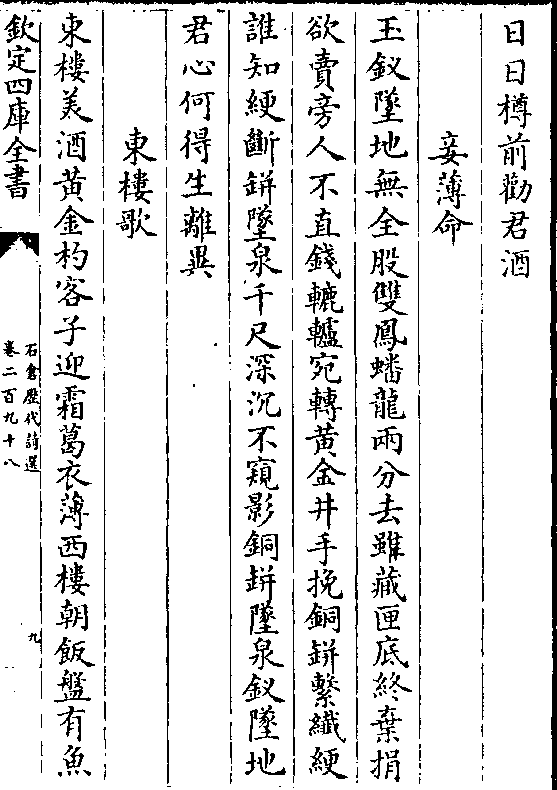 日日樽前勸君酒
妾薄命
玉釵墜地無全股雙鳳蟠龍兩分去雖藏匣底終棄捐
欲賣旁人不直錢轆轤宛轉黃金井手挽銅缾繫纖綆
誰知綆斷缾墜泉千尺深沉不窺影銅缾墜泉釵墜地
君心何得生離異
東樓歌
東樓美酒黃金杓客子迎霜葛衣薄西樓朝飯盤有魚
欽定四庫全書
石倉歷代詩選
卷二百九十八
九